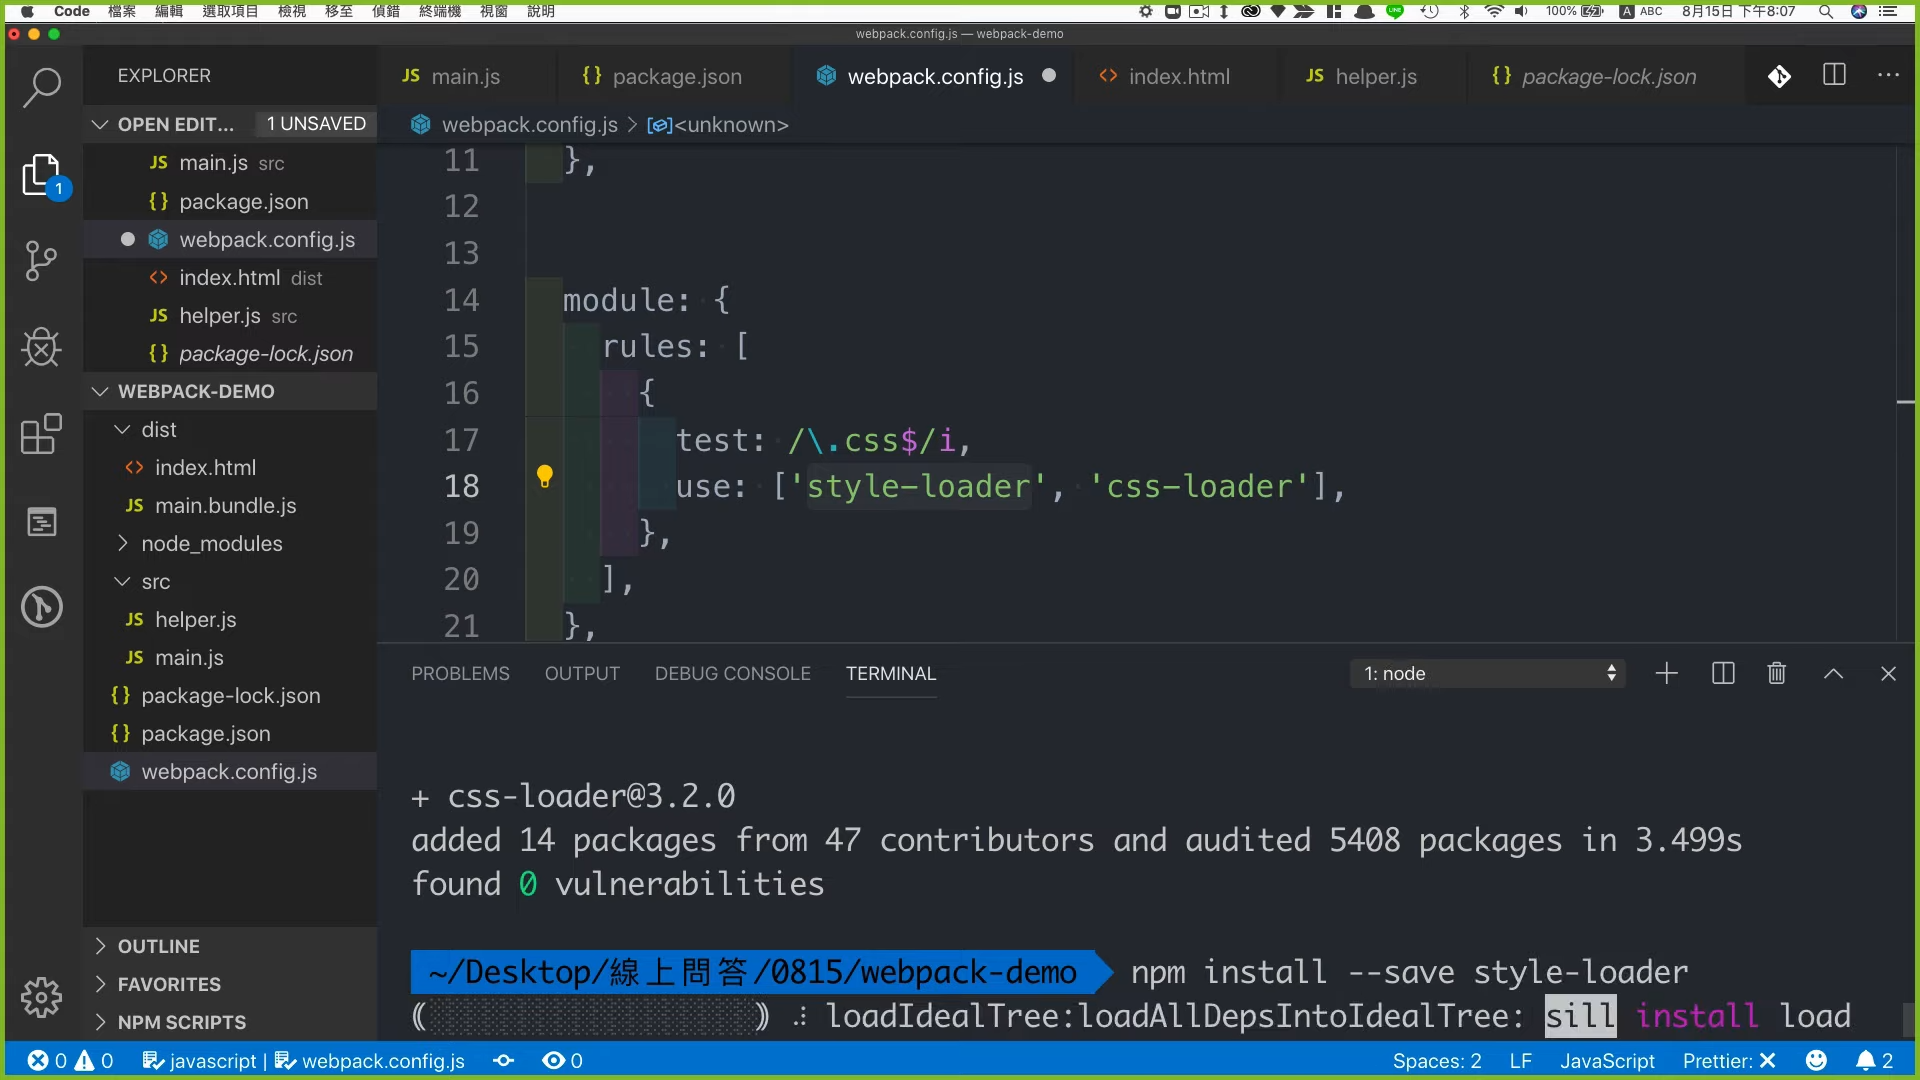 Code 檔案 編輯 選取項目 檢視 移至 偵錯 終端機 視窗 說明 100% A ABC 8月15日 下午8:07
webpack.config.js — webpack-demo
EXPLORER
OPEN EDIT... 1 UNSAVED
JS main.js src
{} package.json
webpack.config.js
<> index.html dist
JS helper.js src
{} package-lock.json
WEBPACK-DEMO
dist
<> index.html
JS main.bundle.js
node_modules
src
JS helper.js
JS main.js
{} package-lock.json
{} package.json
webpack.config.js
OUTLINE
FAVORITES
NPM SCRIPTS
1
JS main.js {} package.json webpack.config.js <> index.html JS helper.js {} package-lock.json
webpack.config.js > <unknown>
11 },
12
13
14 module: {
15 rules: [
16 {
17 test: /\.css$/i,
18 use: ['style-loader', 'css-loader'],
19 },
20 ],
21 },
PROBLEMS OUTPUT DEBUG CONSOLE TERMINAL 1: node
+ css-loader@3.2.0
added 14 packages from 47 contributors and audited 5408 packages in 3.499s
found 0 vulnerabilities
~/Desktop/線上問答/0815/webpack-demo npm install --save style-loader
(░░░░░░░░░░░░░░░░░░) ⠴ loadIdealTree:loadAllDepsIntoIdealTree: sill install load
0 0 javascript | webpack.config.js 0 Spaces: 2 LF JavaScript Prettier: ✕ 2